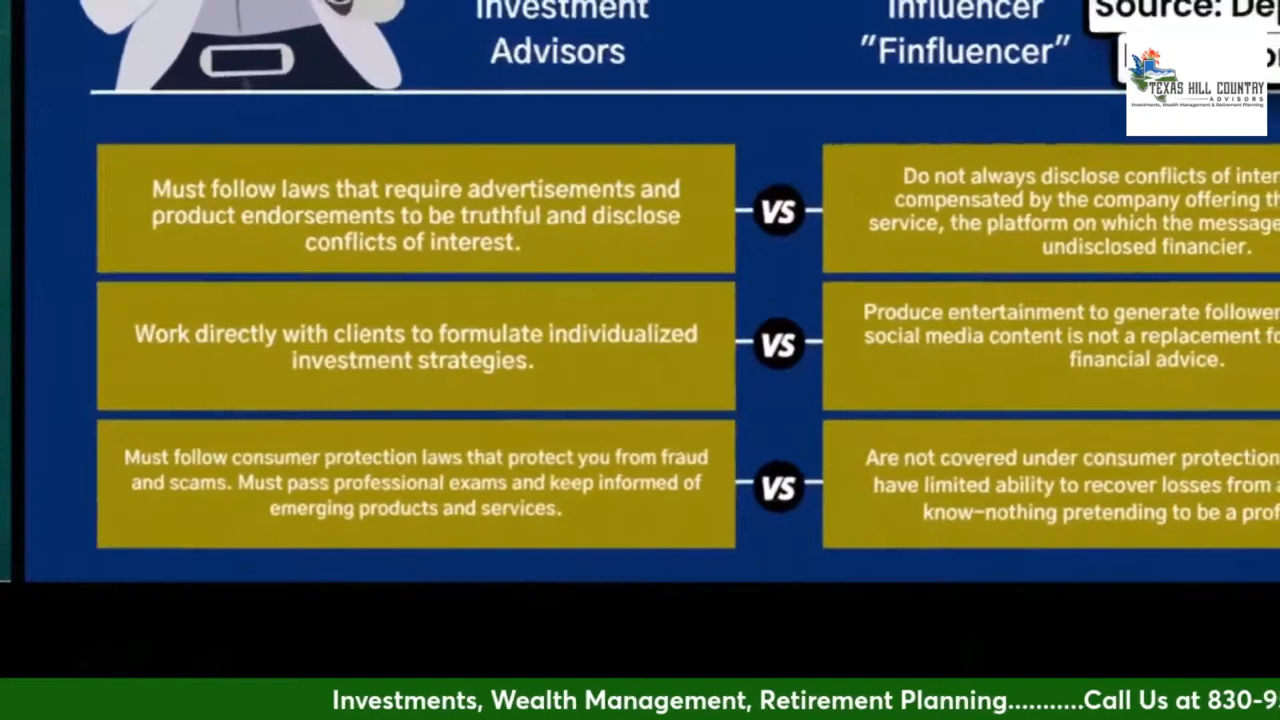 Investment
Advisors
Influencer
"Finfluencer"
Source: De
TEXAS HILL COUNTRY
ADVISORS
Investments, Wealth Management & Retirement Planning
Must follow laws that require advertisements and
product endorsements to be truthful and disclose
conflicts of interest.
VS
Do not always disclose conflicts of inter
compensated by the company offering th
service, the platform on which the message
undisclosed financier.
Work directly with clients to formulate individualized
investment strategies.
VS
Produce entertainment to generate follower
social media content is not a replacement fo
financial advice.
Must follow consumer protection laws that protect you from fraud
and scams. Must pass professional exams and keep informed of
emerging products and services.
VS
Are not covered under consumer protection
have limited ability to recover losses from a
know-nothing pretending to be a prof
Investments, Wealth Management, Retirement Planning...........Call Us at 830-9